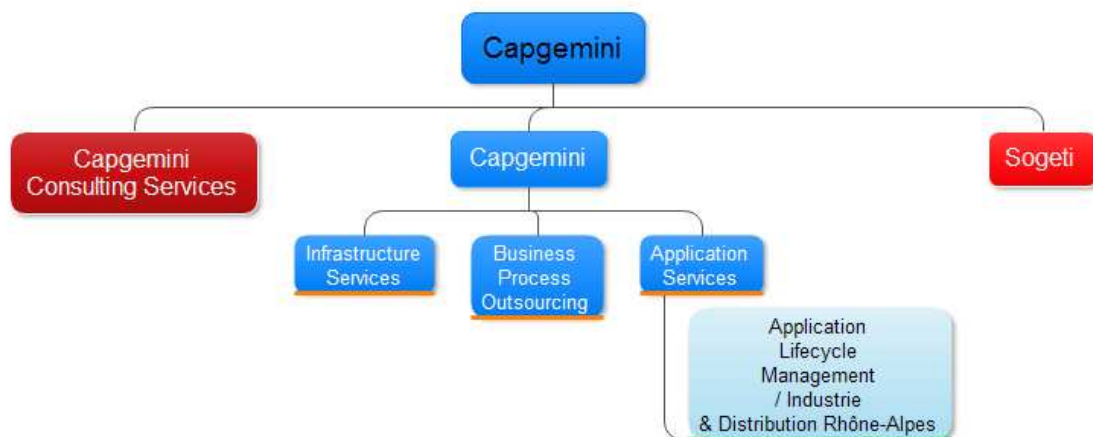 Capgemini
Capgemini
Consulting Services
Capgemini
Sogeti
Infrastructure
Services
Business
Process
Outsourcing
Application
Services
Application
Lifecycle
Management
/ Industrie
& Distribution Rhône-Alpes